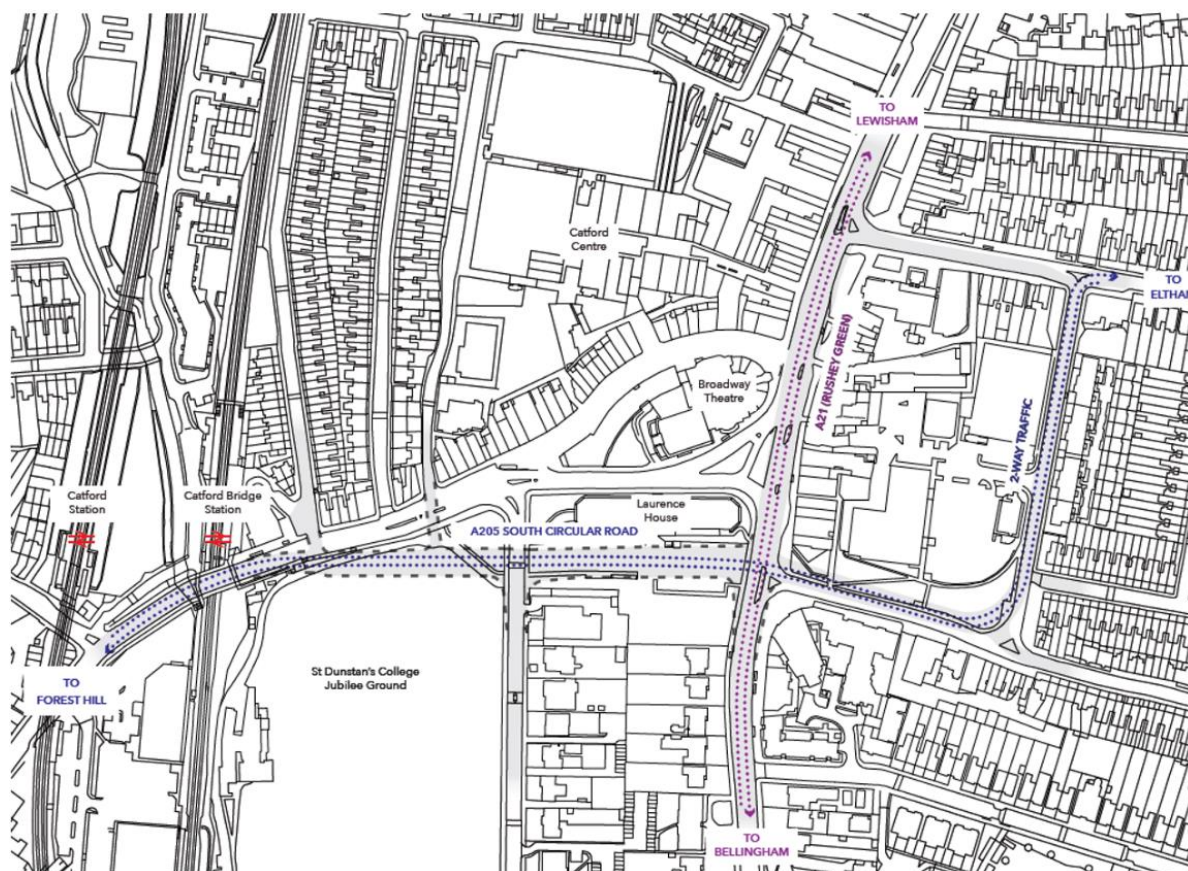 TO
LEWISHAM
Catford
Centre
TO
ELTHAM
A21 (RUSHEY GREEN)
Broadway
Theatre
2-WAY TRAFFIC
Catford
Station
Catford Bridge
Station
Laurence
House
A205 SOUTH CIRCULAR ROAD
St Dunstan's College
Jubilee Ground
TO
FOREST HILL
TO
BELLINGHAM